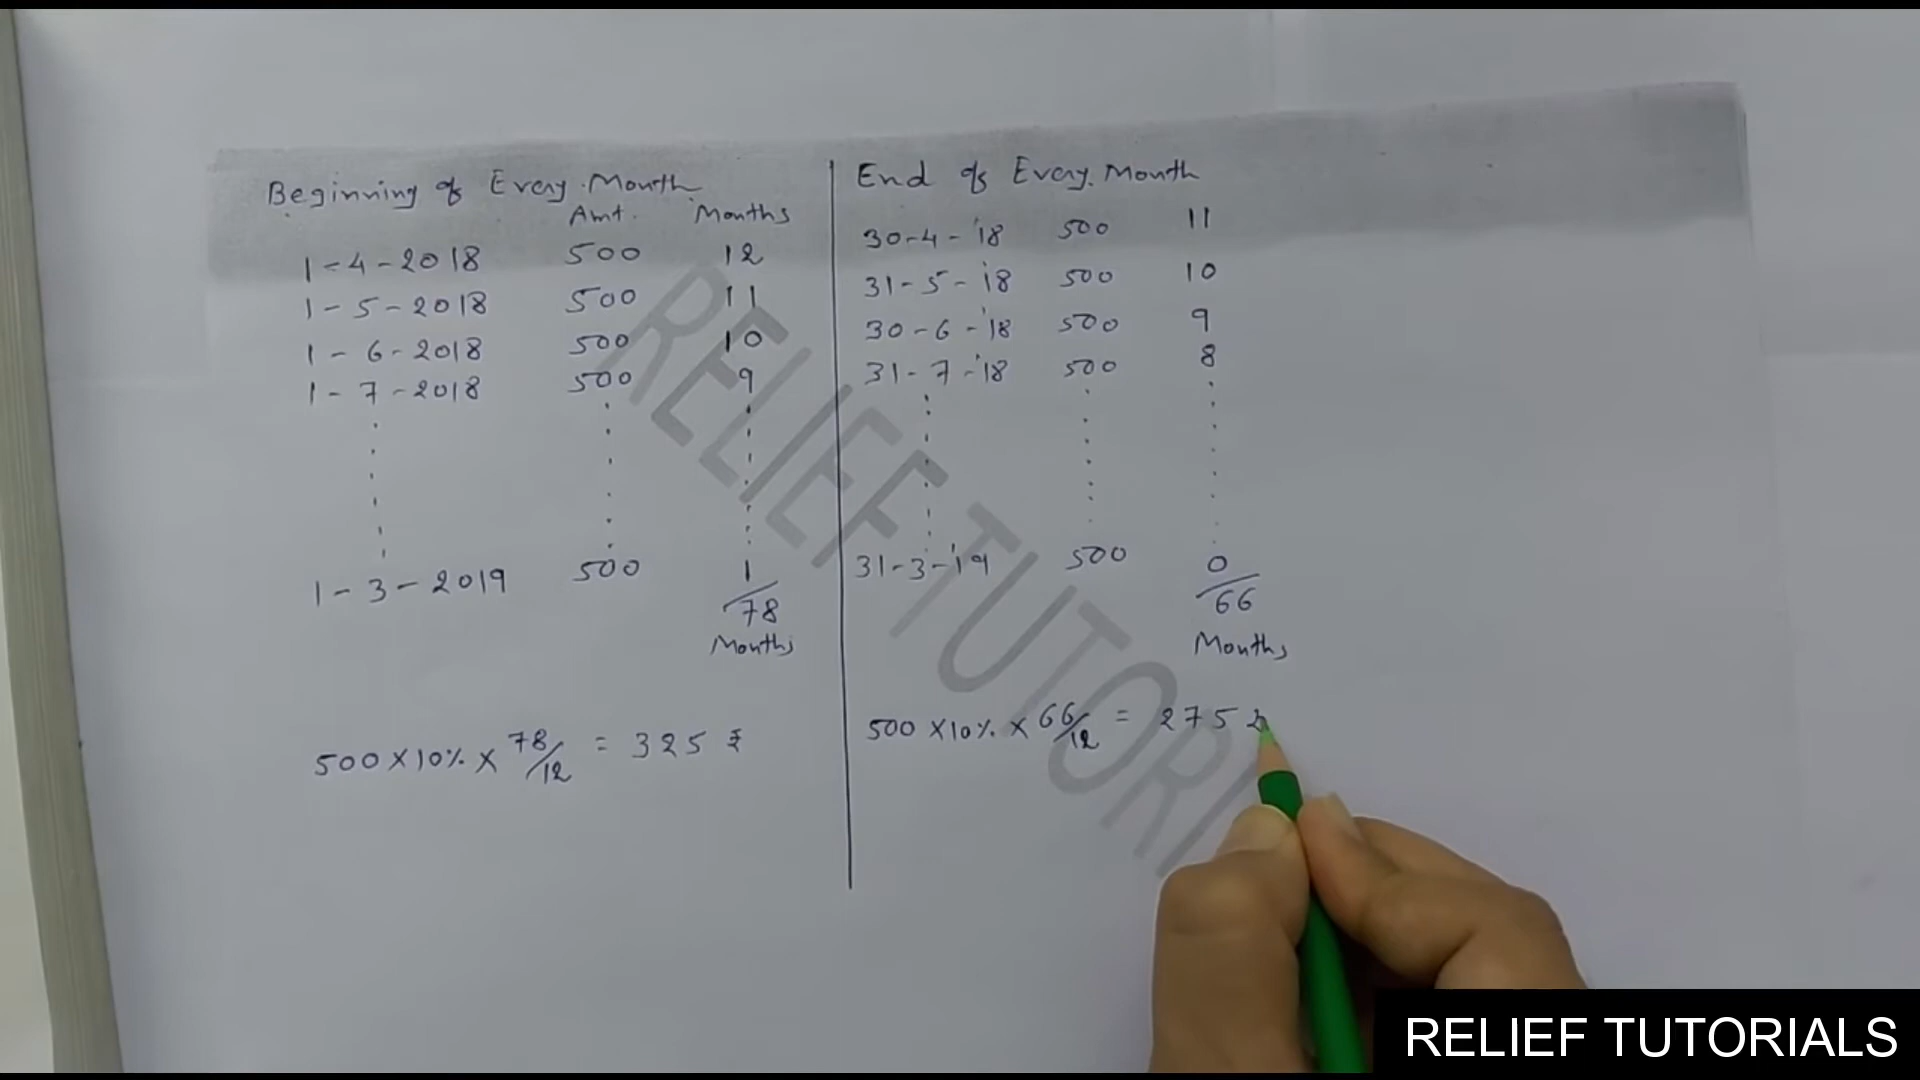 Beginning of Every Month
Amt. Months
1-4-2018 500 12
1-5-2018 500 11
1-6-2018 500 10
1-7-2018 500 9
1-3-2019 500 1
78
Months
500 × 10% × 78/12 = 325 ₹
End of Every Month
30-4-'18 500 11
31-5-'18 500 10
30-6-'18 500 9
31-7-'18 500 8
31-3-'19 500 0
66
Months
500 × 10% × 66/12 = 275
RELIEF TUTORI
RELIEF TUTORIALS